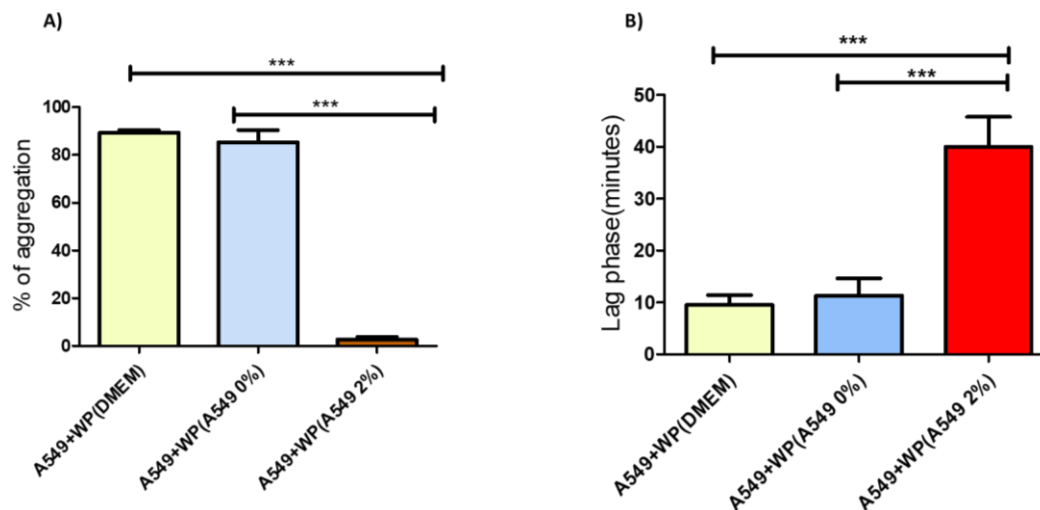 A)
***
***
% of aggregation
100
80
60
40
20
0
A549+WP(DMEM)
A549+WP(A549 0%)
A549+WP(A549 2%)
B)
***
***
Lag phase(minutes)
50
40
30
20
10
0
A549+WP(DMEM)
A549+WP(A549 0%)
A549+WP(A549 2%)